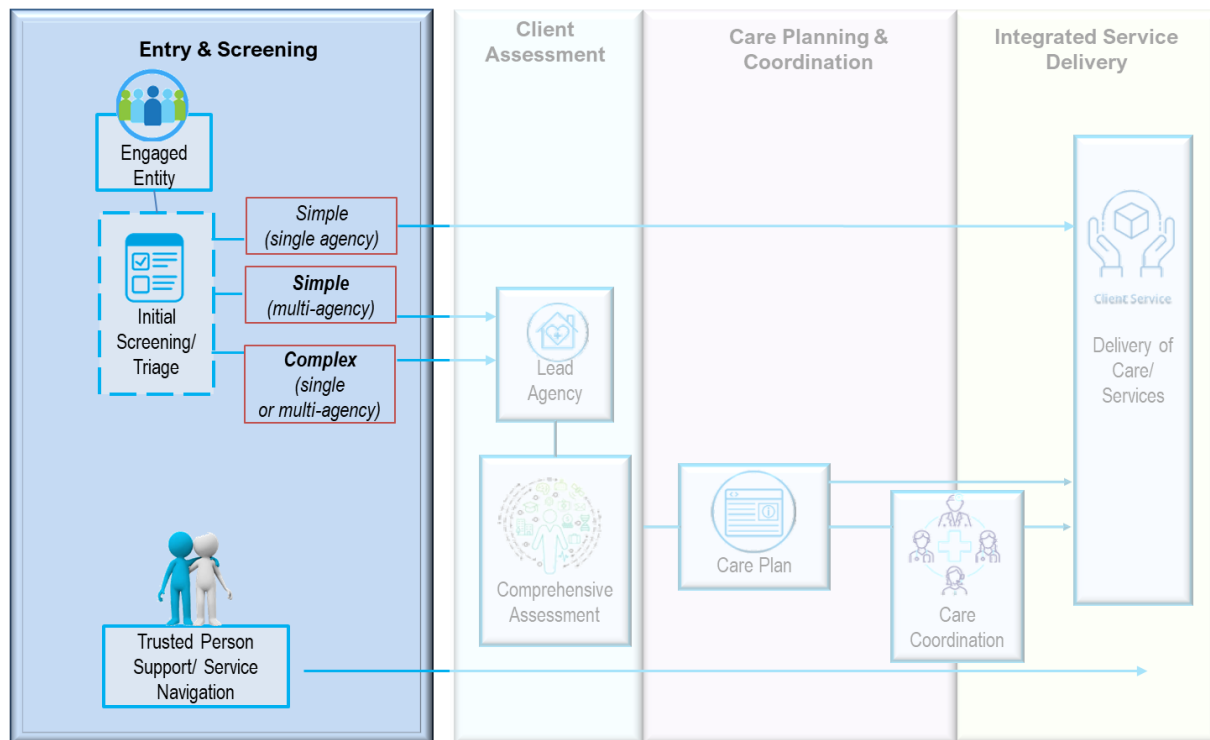 Entry & Screening
Engaged
Entity
Initial
Screening/
Triage
Simple
(single agency)
Simple
(multi-agency)
Complex
(single
or multi-agency)
Trusted Person
Support/ Service
Navigation
Client
Assessment
Lead
Agency
Comprehensive
Assessment
Care Planning &
Coordination
Care Plan
Care
Coordination
Integrated Service
Delivery
Client Service
Delivery of
Care/
Services